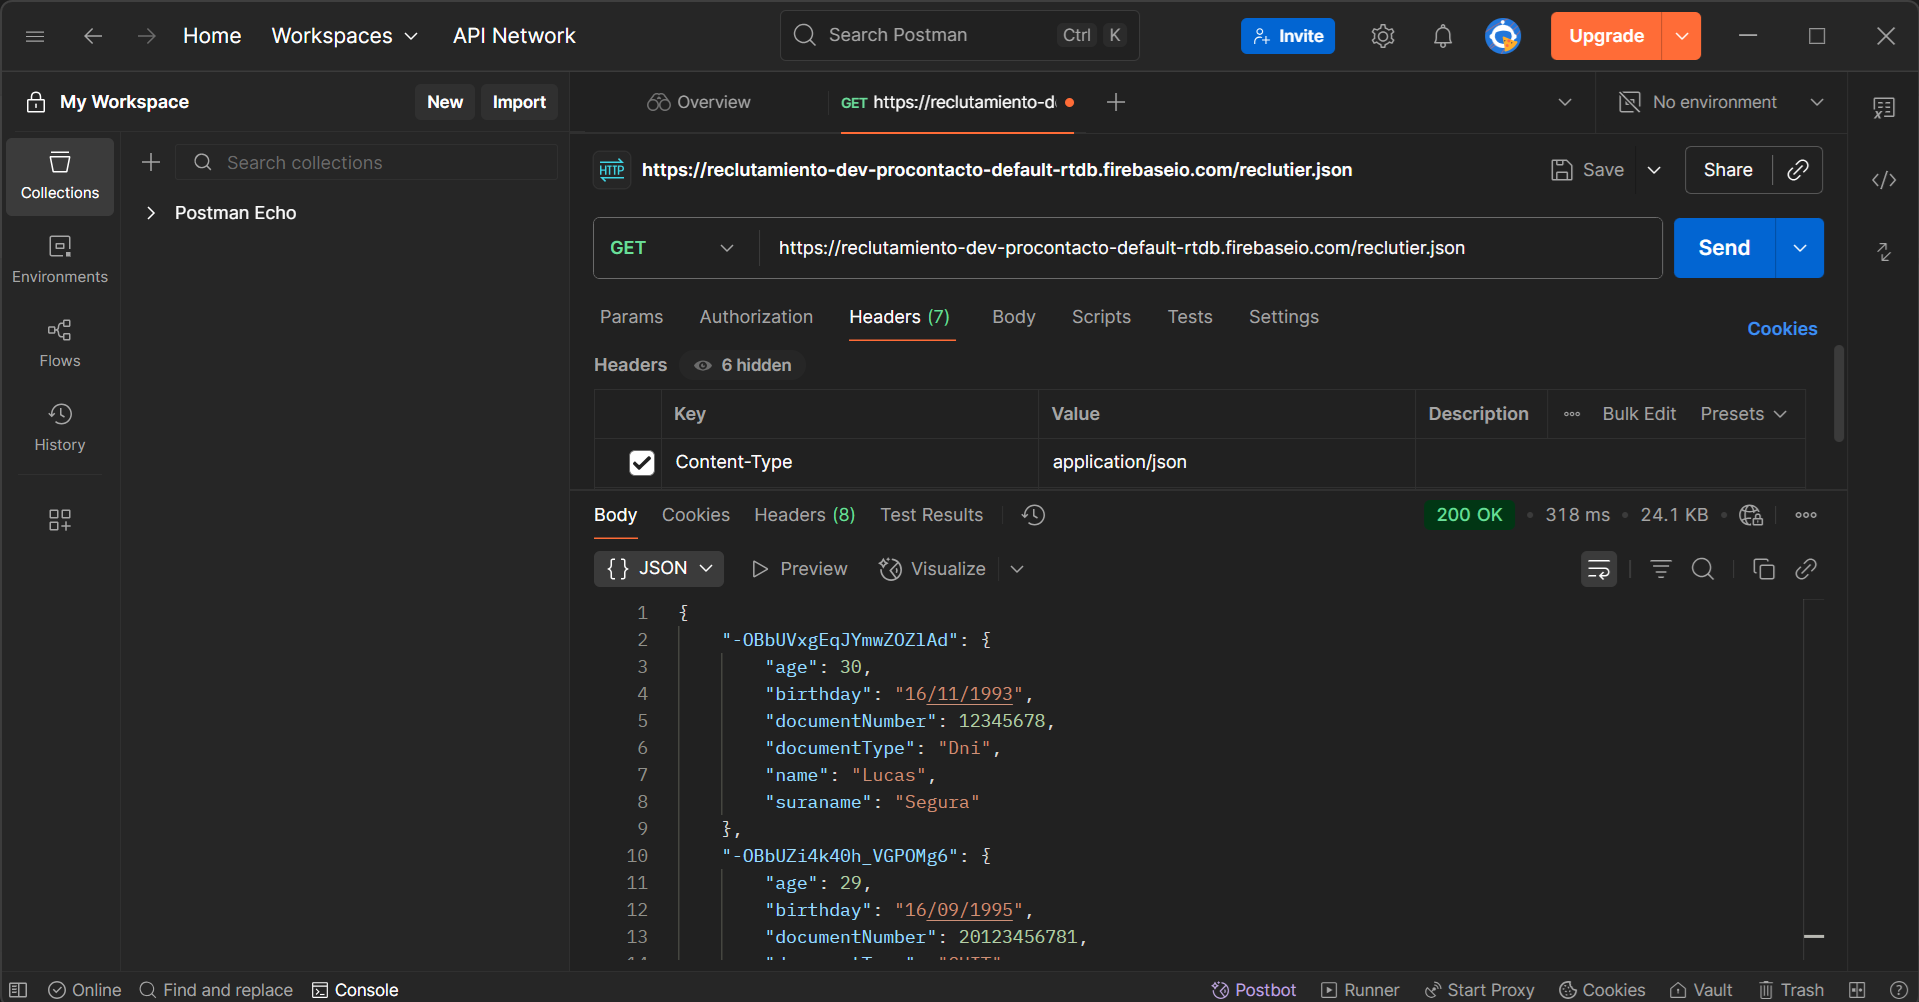 Home
Workspaces
API Network
Search Postman
Ctrl K
Invite
Upgrade
My Workspace
New
Import
Overview
GET https://reclutamiento-d
No environment
Collections
Search collections
Postman Echo
Environments
Flows
History
HTTP
https://reclutamiento-dev-procontacto-default-rtdb.firebaseio.com/reclutier.json
Save
Share
GET
https://reclutamiento-dev-procontacto-default-rtdb.firebaseio.com/reclutier.json
Send
Params
Authorization
Headers (7)
Body
Scripts
Tests
Settings
Cookies
Headers
6 hidden
Key
Value
Description
Bulk Edit
Presets
Content-Type
application/json
Body
Cookies
Headers (8)
Test Results
200 OK
318 ms
24.1 KB
{} JSON
Preview
Visualize
1 {
2 "-OBbUVxgEqJYmwZOZlAd": {
3 "age": 30,
4 "birthday": "16/11/1993",
5 "documentNumber": 12345678,
6 "documentType": "Dni",
7 "name": "Lucas",
8 "suraname": "Segura"
9 },
10 "-OBbUZi4k40h_VGPOMg6": {
11 "age": 29,
12 "birthday": "16/09/1995",
13 "documentNumber": 20123456781,
Online
Find and replace
Console
Postbot
Runner
Start Proxy
Cookies
Vault
Trash